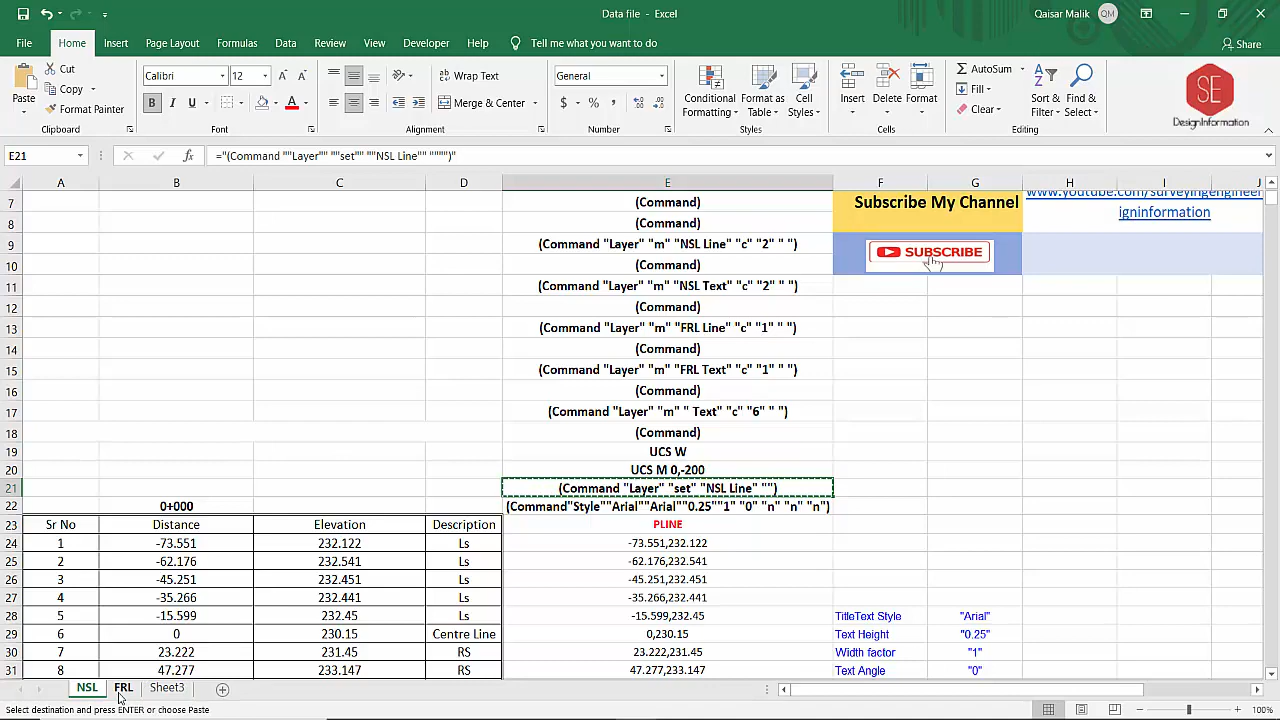 Data file - Excel
Qaisar Malik QM
File Home Insert Page Layout Formulas Data Review View Developer Help Tell me what you want to do Share
Paste Cut Copy Format Painter
Clipboard
Calibri 12
B I U A
Font
Wrap Text
Merge & Center
Alignment
General
$ % ,
Number
Conditional Formatting Format as Table Cell Styles
Styles
Insert Delete Format
Cells
AutoSum Fill Clear Sort & Filter Find & Select
Editing
SE
DesignInformation
E21 fx ="(Command ""Layer"" ""set"" ""NSL Line"" """")"
A B C D E F G H I J
7 (Command) Subscribe My Channel www.youtube.com/surveyingengineer
8 (Command) igninformation
9 (Command "Layer" "m" "NSL Line" "c" "2" " ") SUBSCRIBE
10 (Command)
11 (Command "Layer" "m" "NSL Text" "c" "2" " ")
12 (Command)
13 (Command "Layer" "m" "FRL Line" "c" "1" " ")
14 (Command)
15 (Command "Layer" "m" "FRL Text" "c" "1" " ")
16 (Command)
17 (Command "Layer" "m" " Text" "c" "6" " ")
18 (Command)
19 UCS W
20 UCS M 0,-200
21 (Command "Layer" "set" "NSL Line" "")
22 0+000 (Command"Style""Arial""Arial""0.25""1" "0" "n" "n" "n")
23 Sr No Distance Elevation Description PLINE
24 1 -73.551 232.122 Ls -73.551,232.122
25 2 -62.176 232.541 Ls -62.176,232.541
26 3 -45.251 232.451 Ls -45.251,232.451
27 4 -35.266 232.441 Ls -35.266,232.441
28 5 -15.599 232.45 Ls -15.599,232.45 TitleText Style "Arial"
29 6 0 230.15 Centre Line 0,230.15 Text Height "0.25"
30 7 23.222 231.45 RS 23.222,231.45 Width factor "1"
31 8 47.277 233.147 RS 47.277,233.147 Text Angle "0"
NSL FRL Sheet3
Select destination and press ENTER or choose Paste 100%